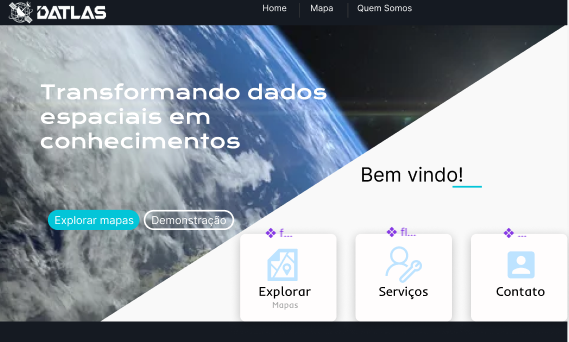 DATLAS
Home
Mapa
Quem Somos
Transformando dados
espaciais em
conhecimentos
Bem vindo!
Explorar mapas
Demonstração
f...
fl...
...
Explorar
Mapas
Serviços
Contato